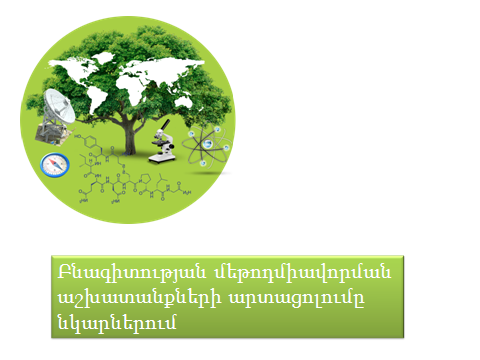 Բնագիտության մեթոդմիավորման
աշխատանքների արտացոլումը
նկարներում